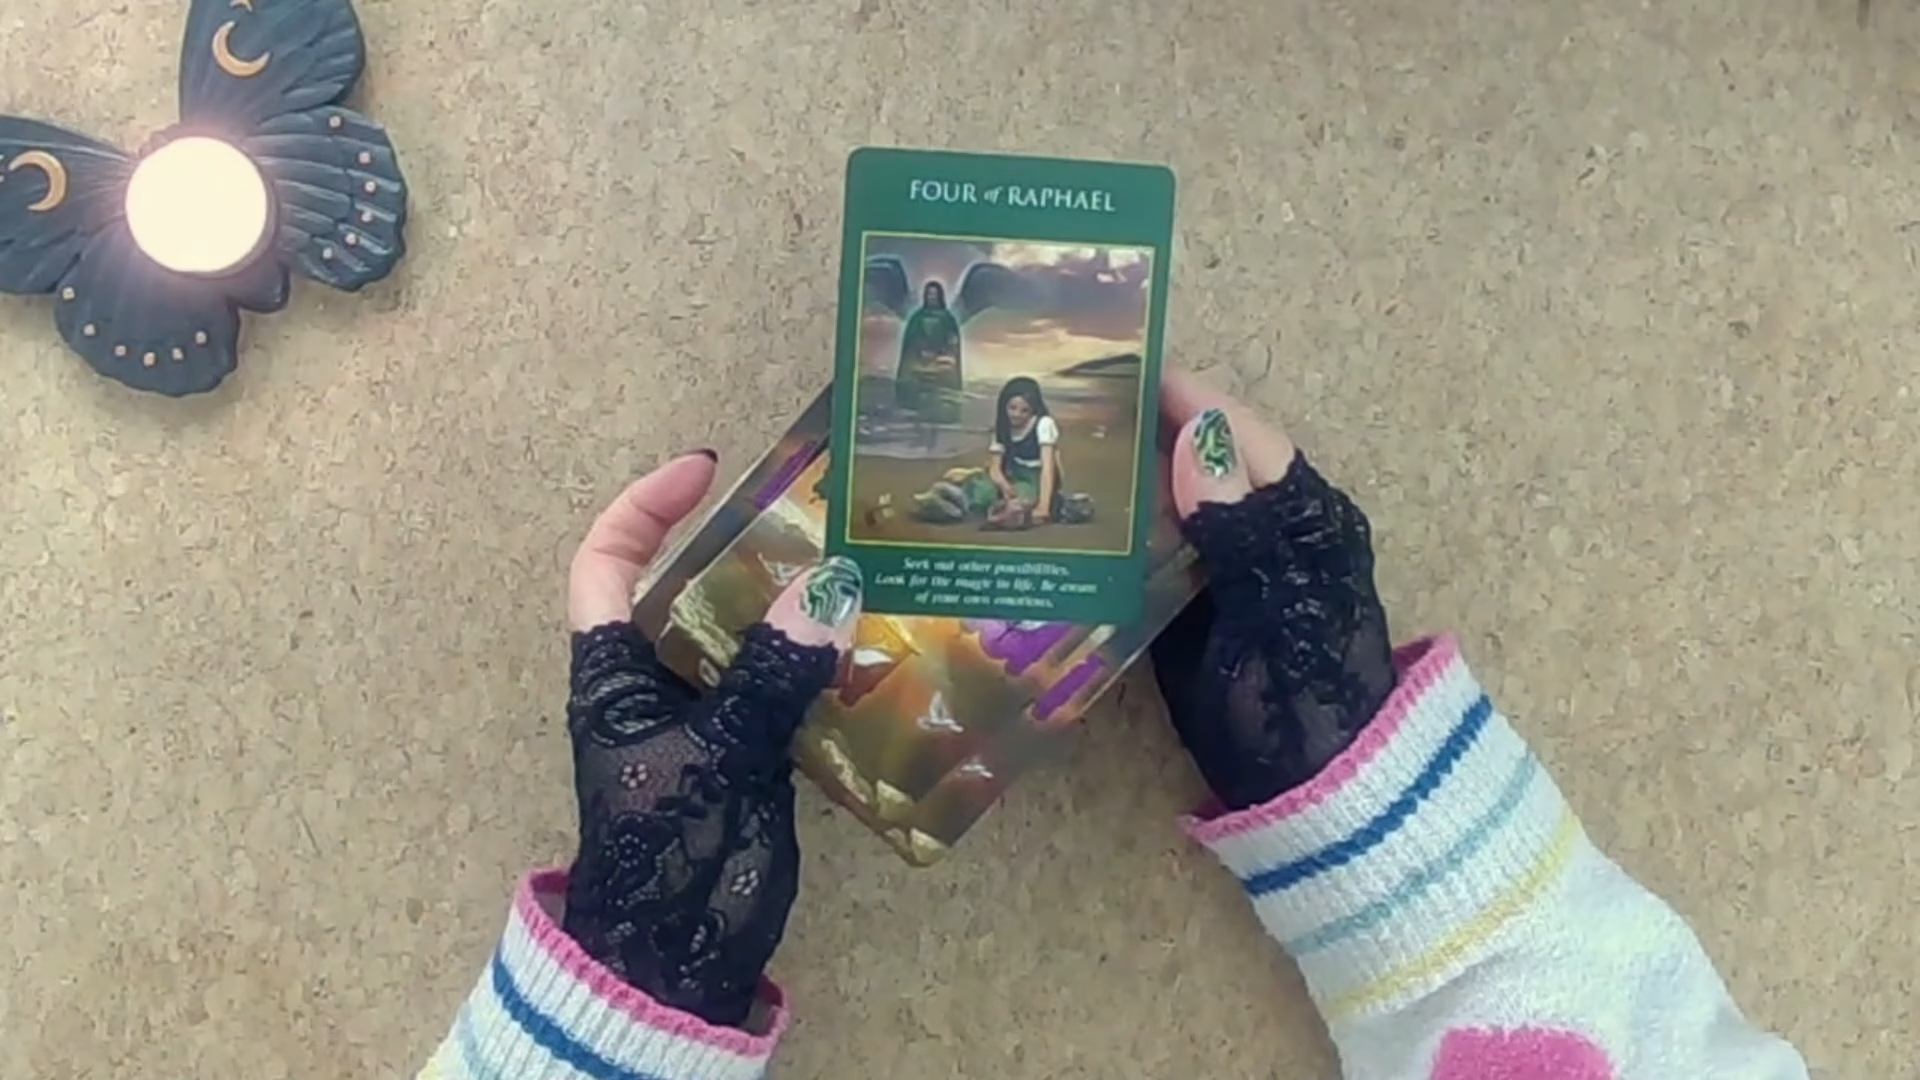 FOUR of RAPHAEL
Seek out other possibilities.
Look for the magic in life. Be aware
of your own emotions.